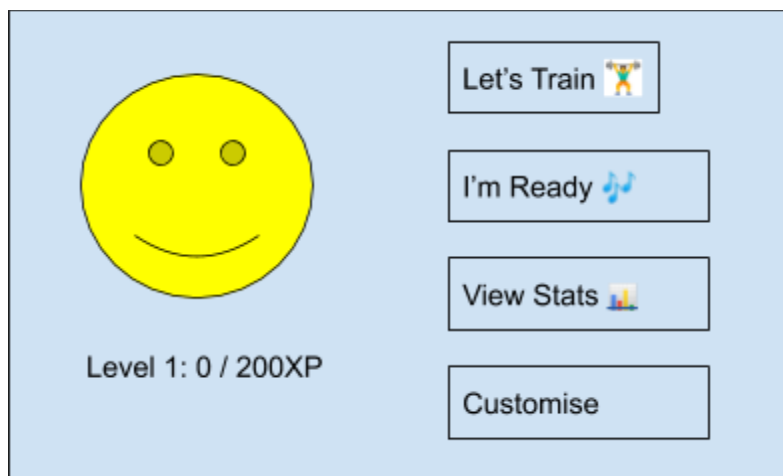 Let's Train 🏋️
I'm Ready 🎶
View Stats 📊
Level 1: 0 / 200XP
Customise